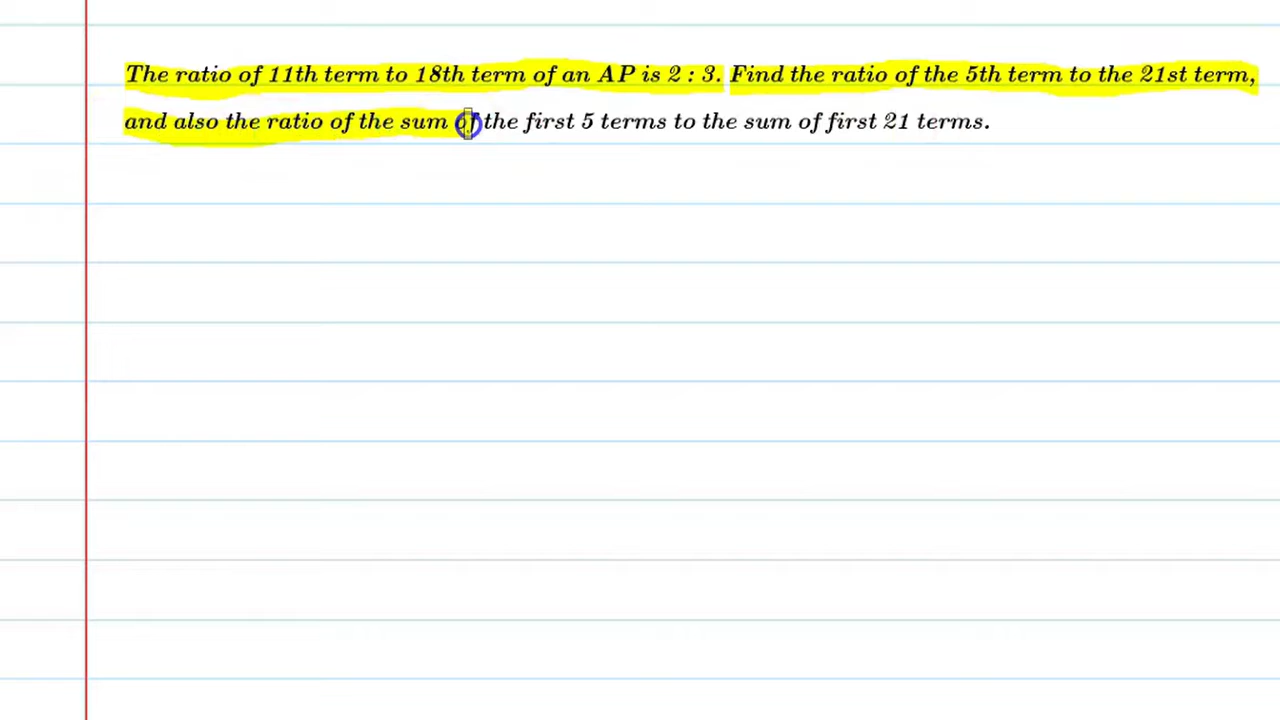 The ratio of 11th term to 18th term of an AP is 2 : 3. Find the ratio of the 5th term to the 21st term,
and also the ratio of the sum of the first 5 terms to the sum of first 21 terms.